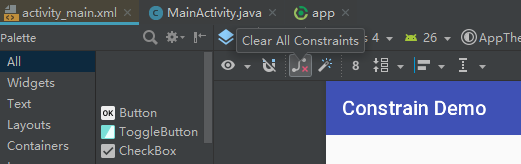 activity_main.xml MainActivity.java app
Palette Clear All Constraints 4 26 AppThe
All 8
Widgets
Text Constrain Demo
Layouts Button
Containers ToggleButton
CheckBox